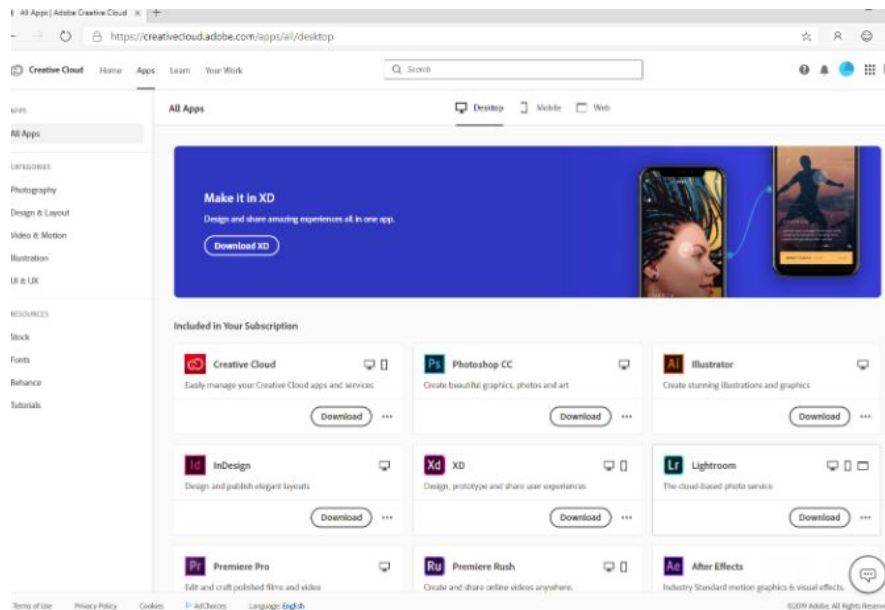 All Apps | Adobe Creative Cloud
https://creativecloud.adobe.com/apps/all/desktop
Creative Cloud Home Apps Learn Your Work Search
APPS
All Apps
CATEGORIES
Photography
Design & Layout
Video & Motion
Illustration
UI & UX
RESOURCES
Stock
Fonts
Behance
Tutorials
All Apps
Desktop Mobile Web
Make it in XD
Design and share amazing experiences all in one app.
Download XD
Included in Your Subscription
Creative Cloud
Easily manage your Creative Cloud apps and services
Download
Ps Photoshop CC
Create beautiful graphics, photos and art
Download
Ai Illustrator
Create stunning illustrations and graphics
Download
Id InDesign
Design and publish elegant layouts
Download
Xd XD
Design, prototype and share user experiences
Download
Lr Lightroom
The cloud-based photo service
Download
Pr Premiere Pro
Edit and craft polished films and video
Ru Premiere Rush
Create and share online videos anywhere.
Ae After Effects
Industry Standard motion graphics & visual effects.
Terms of Use Privacy Policy Cookies AdChoices Language: English
©2019 Adobe. All Rights